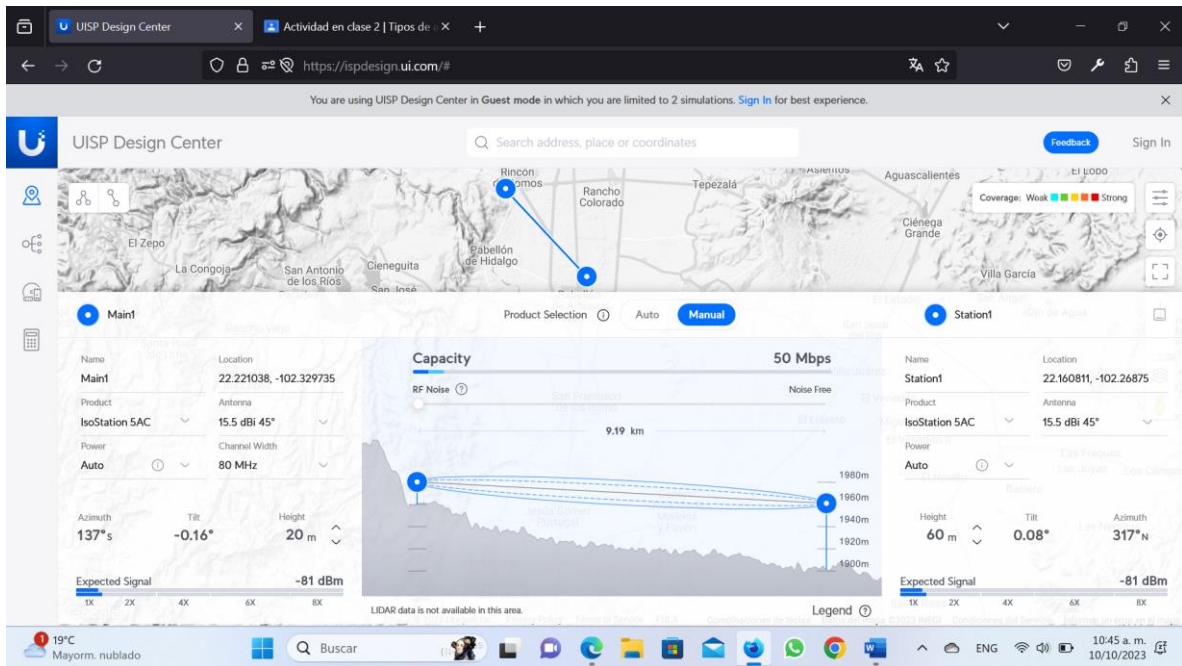 UISP Design Center
Actividad en clase 2 | Tipos de a
https://ispdesign.ui.com/#
You are using UISP Design Center in Guest mode in which you are limited to 2 simulations. Sign In for best experience.
UISP Design Center
Search address, place or coordinates
Feedback
Sign In
Rincón
Romos
Rancho
Colorado
Tepezalá
Asientos
Aguascalientes
El Lobo
Coverage: Weak Strong
Ciénega
Grande
El Zepo
Pabellón
de Hidalgo
La Congoja
San Antonio
de los Ríos
Cieneguita
San José
Villa García
Main1
Product Selection
Auto
Manual
Station1
Name
Main1
Location
22.221038, -102.329735
Product
IsoStation 5AC
Antenna
15.5 dBi 45°
Power
Auto
Channel Width
80 MHz
Azimuth
137°S
Tilt
-0.16°
Height
20 m
Expected Signal
-81 dBm
1X 2X 4X 6X 8X
Capacity
50 Mbps
RF Noise
Noise Free
9.19 km
1980m
1960m
1940m
1920m
1900m
LIDAR data is not available in this area.
Legend
Name
Station1
Location
22.160811, -102.26875
Product
IsoStation 5AC
Antenna
15.5 dBi 45°
Power
Auto
Height
60 m
Tilt
0.08°
Azimuth
317°N
Expected Signal
-81 dBm
1X 2X 4X 6X 8X
1
19°C
Mayorm. nublado
Buscar
ENG
10:45 a. m.
10/10/2023